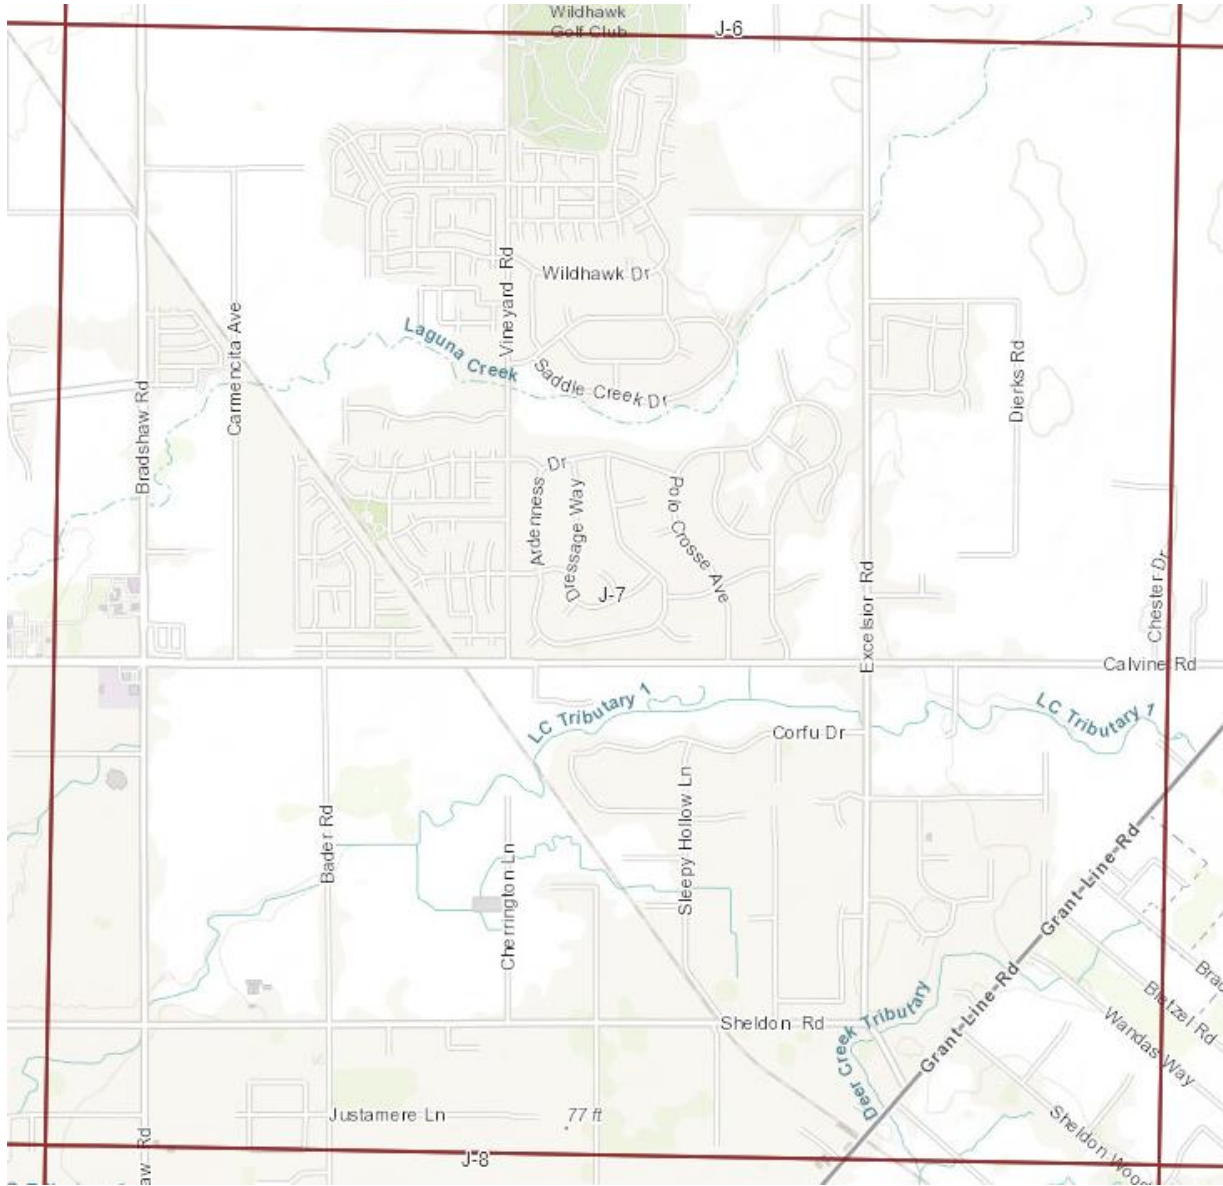 Wildhawk
Golf Club
J-6
Wildhawk Dr
Vineyard Rd
Laguna Creek
Saddle Creek Dr
Carmencita Ave
Bradshaw Rd
Dierks Rd
Ardenness Dr
Dressage Way
Polo Crosse Ave
J-7
Excelsior Rd
Chester Dr
Calvine Rd
LC Tributary 1
LC Tributary 1
Corfu Dr
Sleepy Hollow Ln
Bader Rd
Cherrington Ln
Grant-Line-Rd
Grant-Line-Rd
Sheldon Rd
Deer Creek Tributary
Bletzel Rd
Wandas Way
Justamere Ln
77 ft
J-8
aw Rd